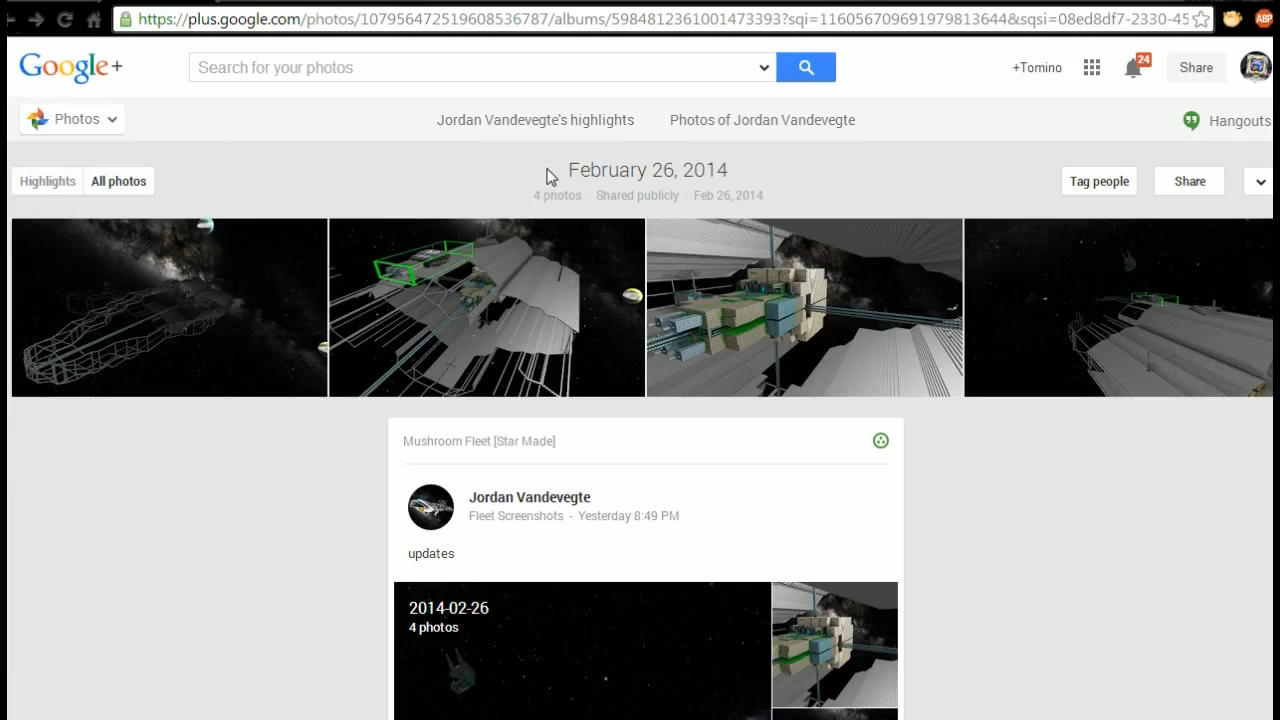 https://plus.google.com/photos/107956472519608536787/albums/5984812361001473393?sqi=116056709691979813644&sqsi=08ed8df7-2330-45
ABP
Google+
Search for your photos
+Tomino
24
Share
Photos
Jordan Vandevegte's highlights
Photos of Jordan Vandevegte
Hangouts
Highlights
All photos
February 26, 2014
4 photos · Shared publicly · Feb 26, 2014
Tag people
Share
Mushroom Fleet [Star Made]
Jordan Vandevegte
Fleet Screenshots - Yesterday 8:49 PM
updates
2014-02-26
4 photos